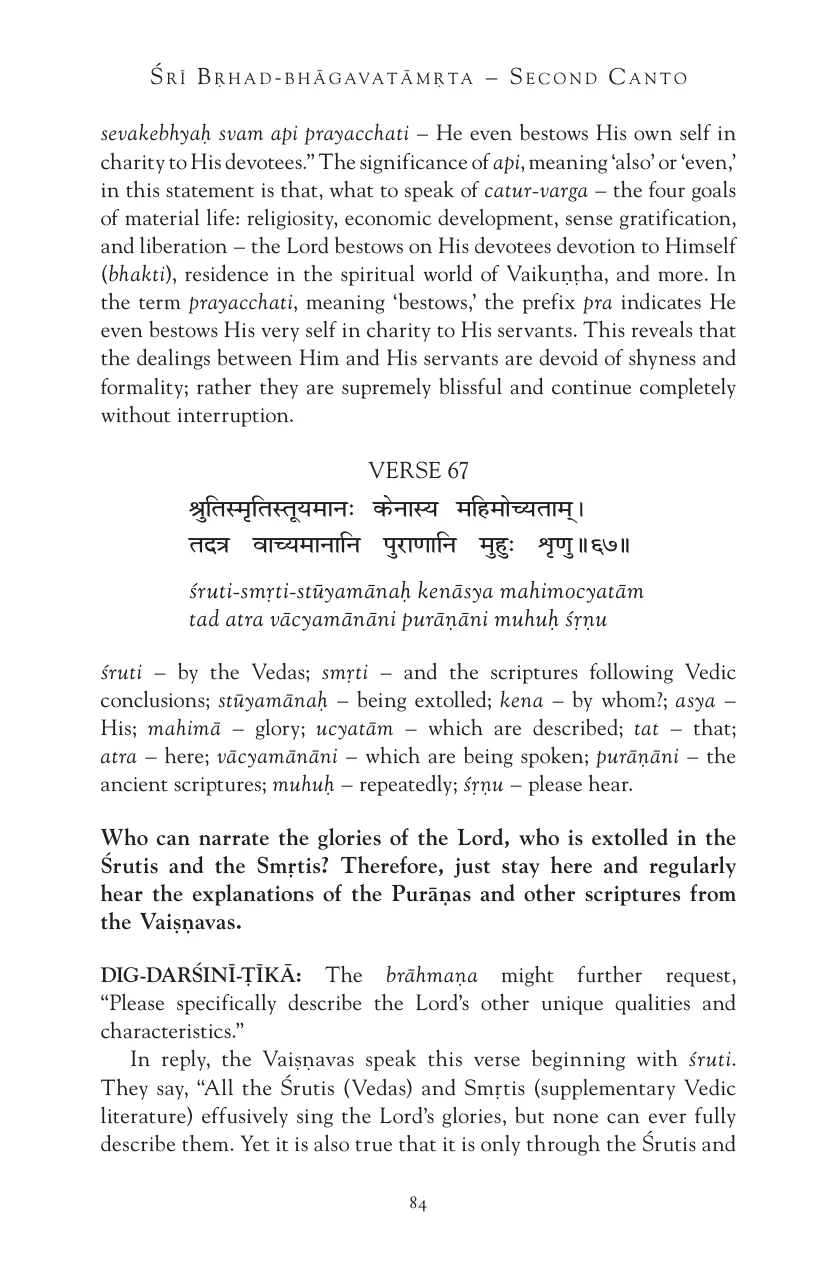 ŚRĪ BṚHAD-BHĀGAVATĀMṚTA – SECOND CANTO
sevakebhyaḥ svam api prayacchati – He even bestows His own self in
charity to His devotees.” The significance of api, meaning ‘also’ or ‘even,’
in this statement is that, what to speak of catur-varga – the four goals
of material life: religiosity, economic development, sense gratification,
and liberation – the Lord bestows on His devotees devotion to Himself
(bhakti), residence in the spiritual world of Vaikuṇṭha, and more. In
the term prayacchati, meaning ‘bestows,’ the prefix pra indicates He
even bestows His very self in charity to His servants. This reveals that
the dealings between Him and His servants are devoid of shyness and
formality; rather they are supremely blissful and continue completely
without interruption.
VERSE 67
श्रुतिस्मृतिस्तूयमानः केनास्य महिमोच्यताम्।
तदत्र वाच्यमानानि पुराणानि मुहुः शृणु॥६७॥
śruti-smṛti-stūyamānaḥ kenāsya mahimocyatām
tad atra vācyamānāni purāṇāni muhuḥ śṛṇu
śruti – by the Vedas; smṛti – and the scriptures following Vedic
conclusions; stūyamānaḥ – being extolled; kena – by whom?; asya –
His; mahimā – glory; ucyatām – which are described; tat – that;
atra – here; vācyamānāni – which are being spoken; purāṇāni – the
ancient scriptures; muhuḥ – repeatedly; śṛṇu – please hear.
Who can narrate the glories of the Lord, who is extolled in the
Śrutis and the Smṛtis? Therefore, just stay here and regularly
hear the explanations of the Purāṇas and other scriptures from
the Vaiṣṇavas.
DIG-DARŚINĪ-ṬĪKĀ: The brāhmaṇa might further request,
“Please specifically describe the Lord’s other unique qualities and
characteristics.”
In reply, the Vaiṣṇavas speak this verse beginning with śruti.
They say, “All the Śrutis (Vedas) and Smṛtis (supplementary Vedic
literature) effusively sing the Lord’s glories, but none can ever fully
describe them. Yet it is also true that it is only through the Śrutis and
84